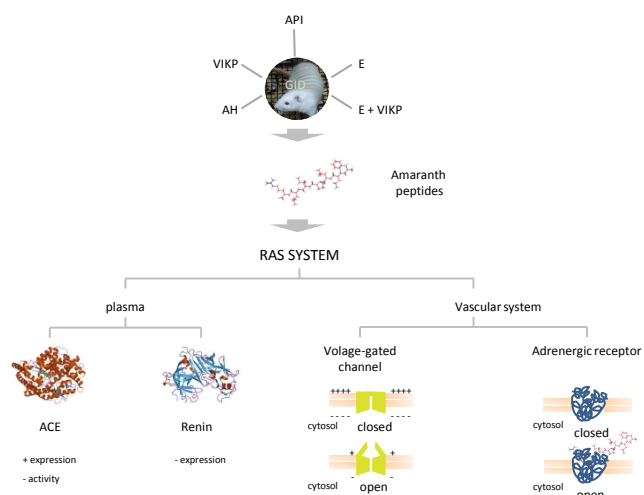 API
VIKP
E
GID
AH
E + VIKP
Amaranth
peptides
RAS SYSTEM
plasma
Vascular system
Volage-gated
channel
Adrenergic receptor
++++ ++++
- - - - - - - -
cytosol
closed
cytosol
closed
ACE
Renin
+ +
- -
cytosol
open
cytosol
open
+ expression
- expression
- activity